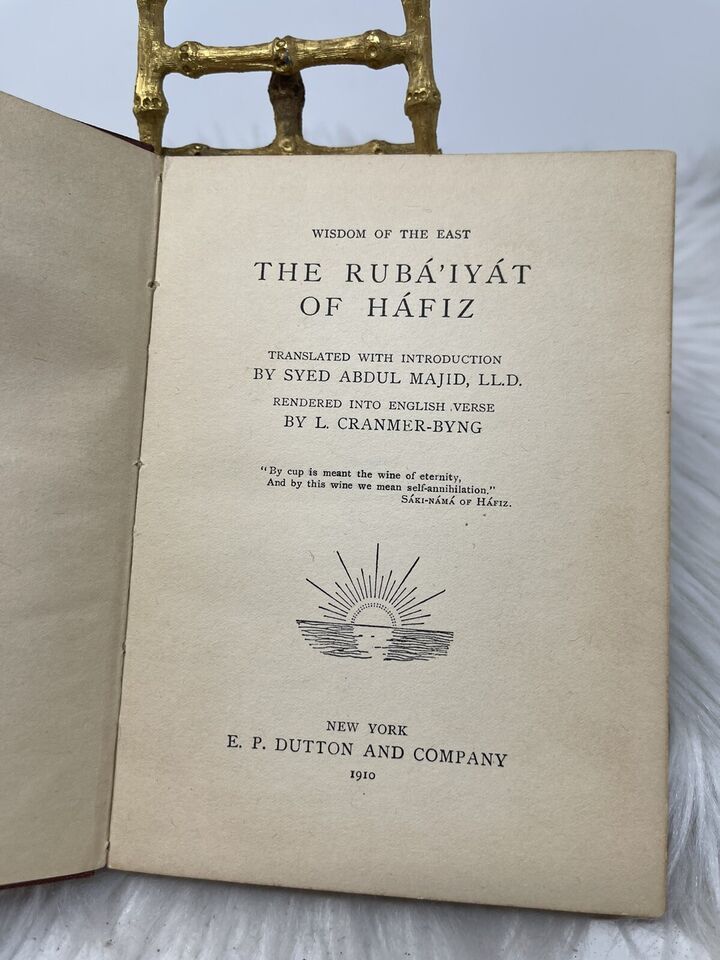 WISDOM OF THE EAST
THE RUBÁ'IYÁT
OF HÁFIZ
TRANSLATED WITH INTRODUCTION
BY SYED ABDUL MAJID, LL.D.
RENDERED INTO ENGLISH VERSE
BY L. CRANMER-BYNG
"By cup is meant the wine of eternity,
And by this wine we mean self-annihilation."
SÁKI-NÁMÁ OF HÁFIZ.
NEW YORK
E. P. DUTTON AND COMPANY
1910